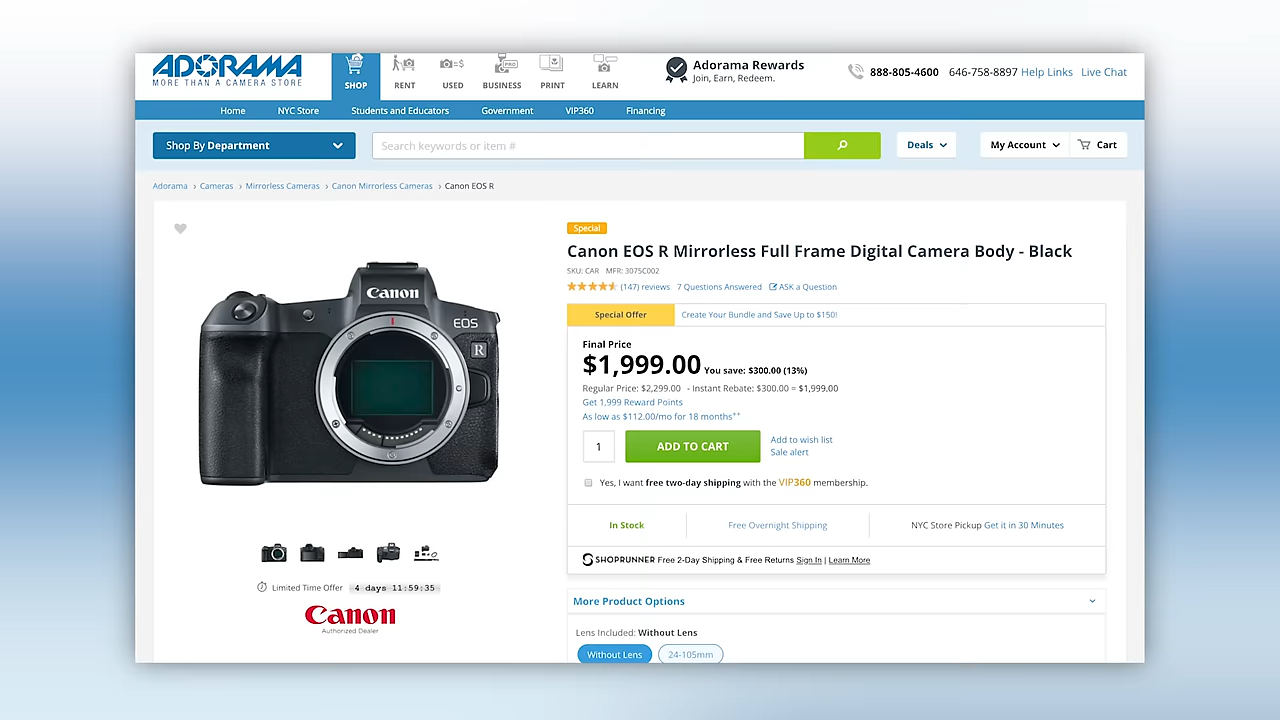 ADORAMA
MORE THAN A CAMERA STORE
SHOP
RENT
USED
BUSINESS
PRINT
LEARN
Adorama Rewards
Join, Earn, Redeem.
888-805-4600 646-758-8897 Help Links Live Chat
Home NYC Store Students and Educators Government VIP360 Financing
Shop By Department
Search keywords or item #
Deals
My Account
Cart
Adorama › Cameras › Mirrorless Cameras › Canon Mirrorless Cameras › Canon EOS R
Special
Canon EOS R Mirrorless Full Frame Digital Camera Body - Black
SKU: CAR MFR: 3075C002
(147) reviews 7 Questions Answered ASK a Question
Special Offer Create Your Bundle and Save Up to $150!
Final Price
$1,999.00 You save: $300.00 (13%)
Regular Price: $2,299.00 - Instant Rebate: $300.00 = $1,999.00
Get 1,999 Reward Points
As low as $112.00/mo for 18 months++
1 ADD TO CART
Add to wish list
Sale alert
Yes, I want free two-day shipping with the VIP360 membership.
In Stock Free Overnight Shipping NYC Store Pickup Get it in 30 Minutes
SHOPRUNNER Free 2-Day Shipping & Free Returns Sign In | Learn More
More Product Options
Lens Included: Without Lens
Without Lens 24-105mm
Canon
EOS
R
Limited Time Offer 4 days 11:59:35
Canon
Authorized Dealer